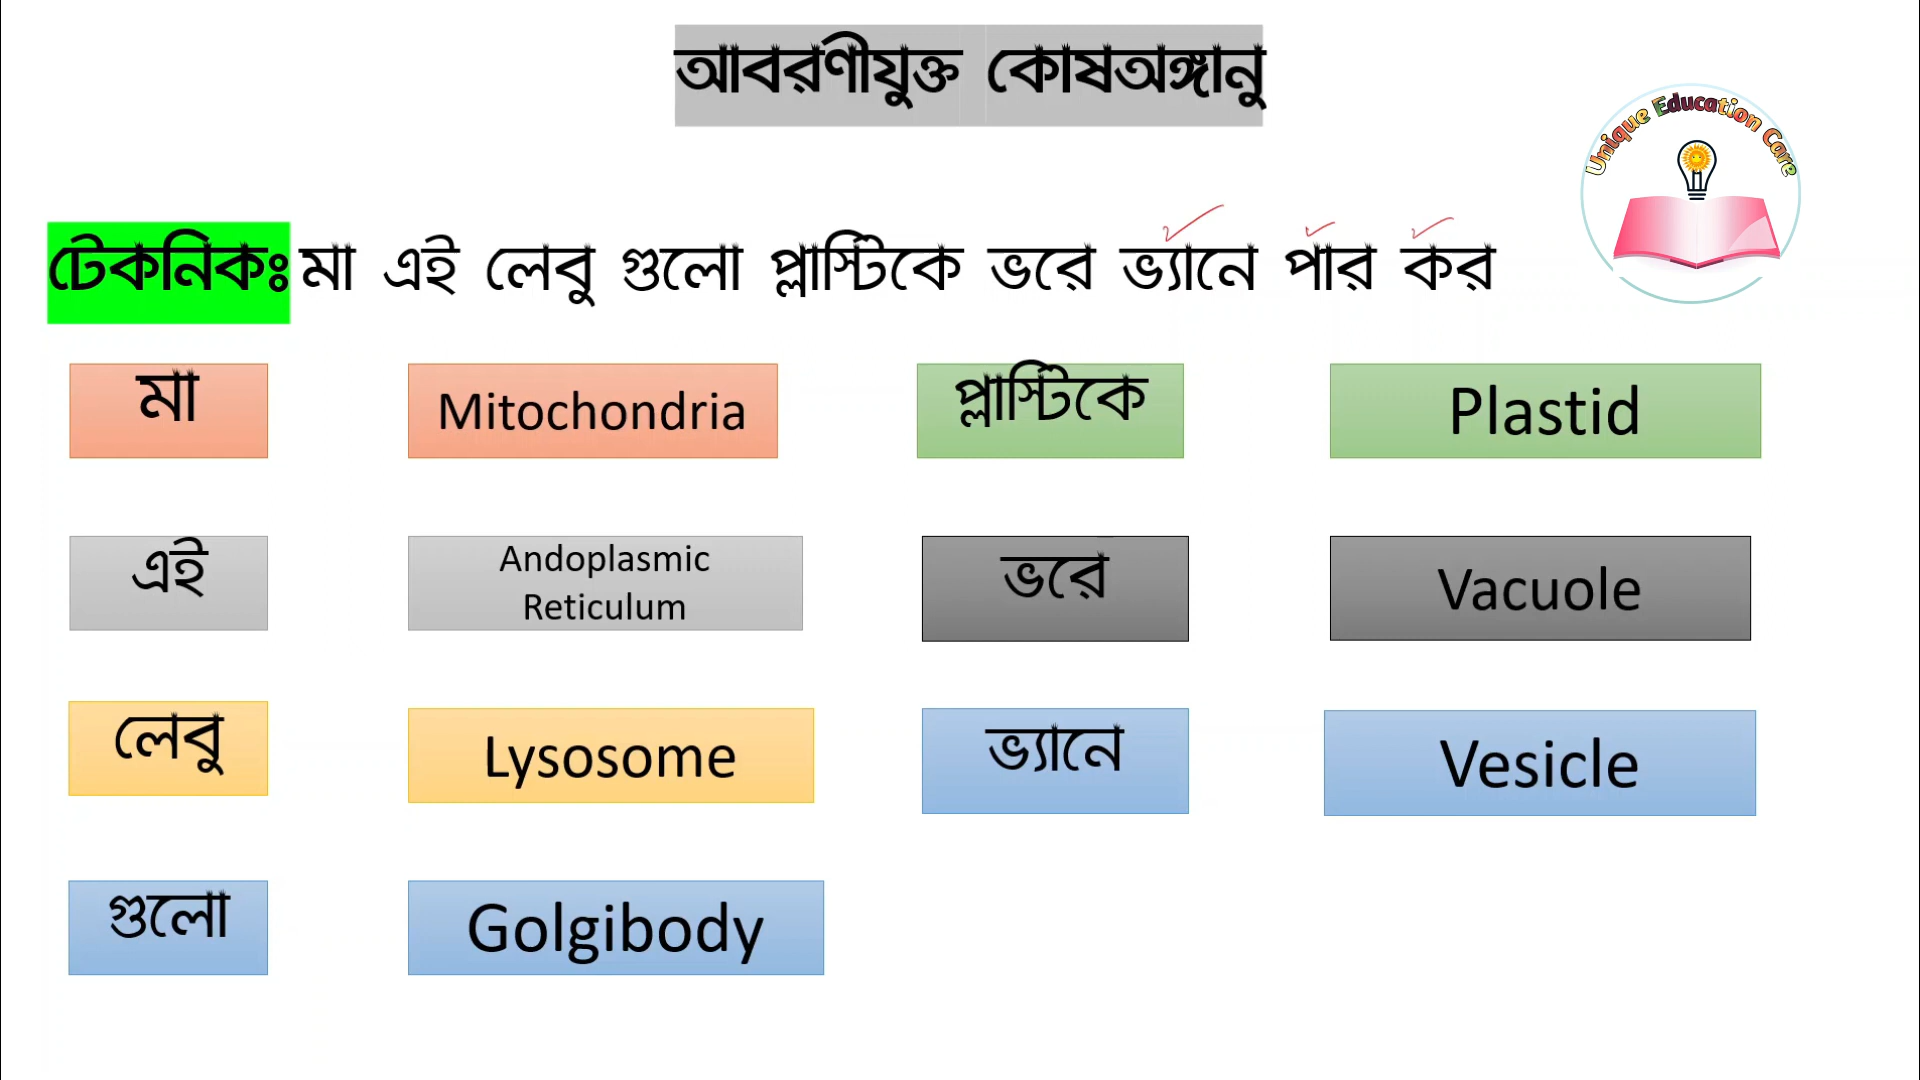 আবরণীযুক্ত কোষঅঙ্গানু
Unique Education Care
টেকনিকঃ মা এই লেবু গুলো প্লাস্টিকে ভরে ভ্যানে পার কর
মা Mitochondria প্লাস্টিকে Plastid
এই Andoplasmic Reticulum ভরে Vacuole
লেবু Lysosome ভ্যানে Vesicle
গুলো Golgibody